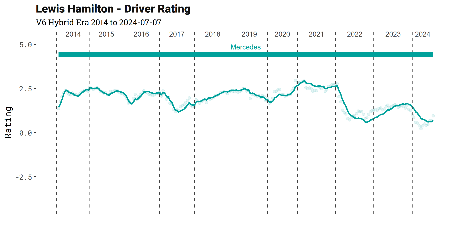 Lewis Hamilton - Driver Rating
V6 Hybrid Era 2014 to 2024-07-07
2014 2015 2016 2017 2018 2019 2020 2021 2022 2023 2024
Mercedes
5.0
2.5
0.0
-2.5
Rating